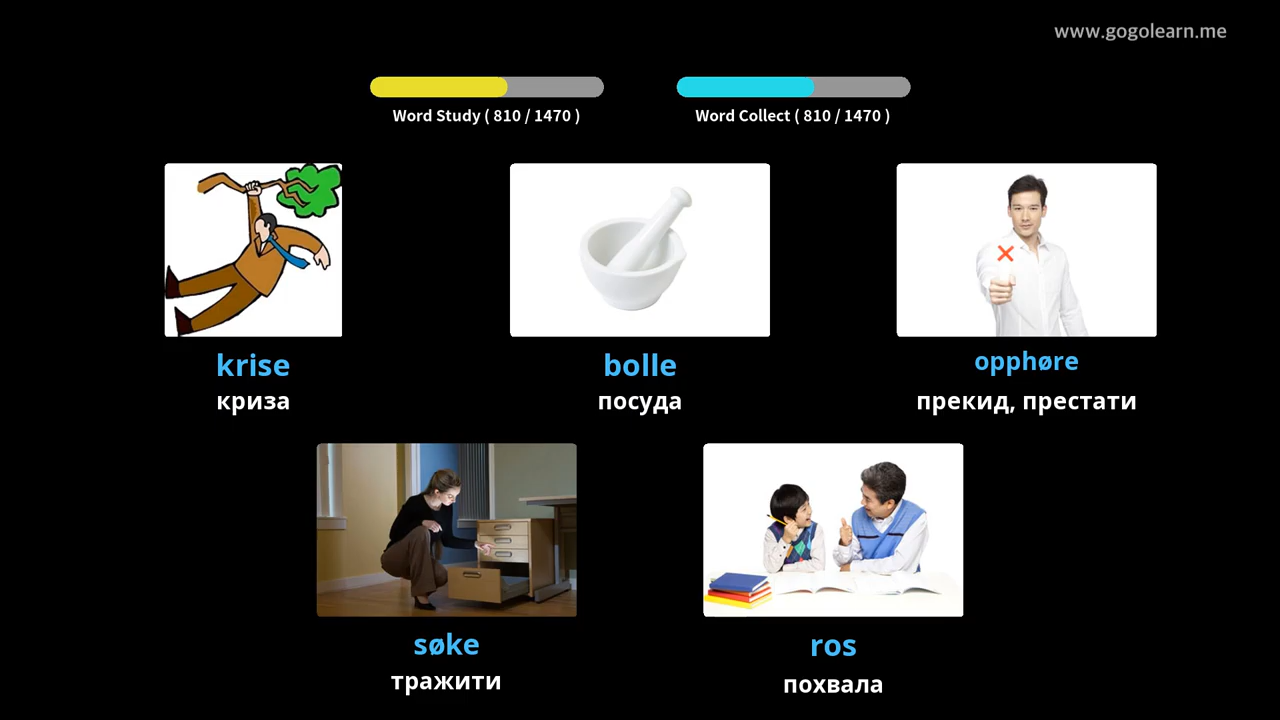 www.gogolearn.me
Word Study ( 810 / 1470 )
Word Collect ( 810 / 1470 )
krise
криза
bolle
посуда
opphøre
прекид, престати
søke
тражити
ros
похвала